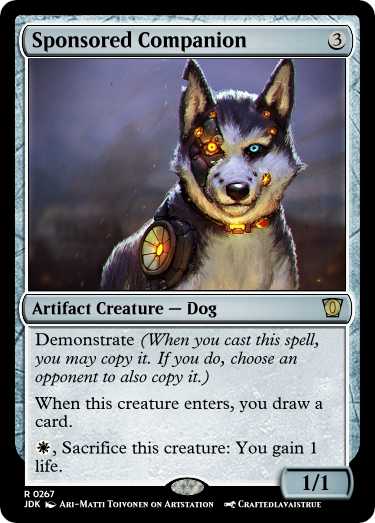 Sponsored Companion 3
Artifact Creature — Dog
Demonstrate (When you cast this spell,
you may copy it. If you do, choose an
opponent to also copy it.)
When this creature enters, you draw a
card.
, Sacrifice this creature: You gain 1
life.
1/1
R 0267
JDK Ari-Matti Toivonen on Artstation Craftedlavaistrue